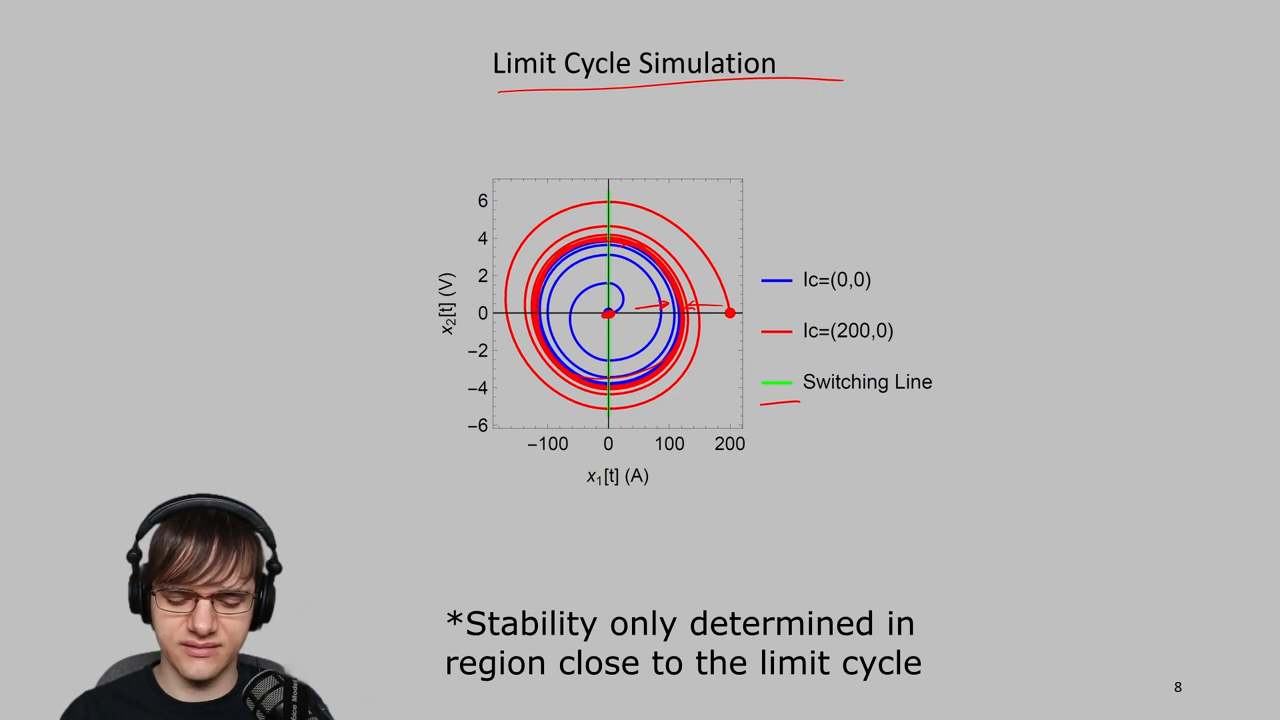 Limit Cycle Simulation
6
4
2
0
−2
−4
−6
x2[t] (V)
−100 0 100 200
x1[t] (A)
Ic=(0,0)
Ic=(200,0)
Switching Line
*Stability only determined in
region close to the limit cycle
8